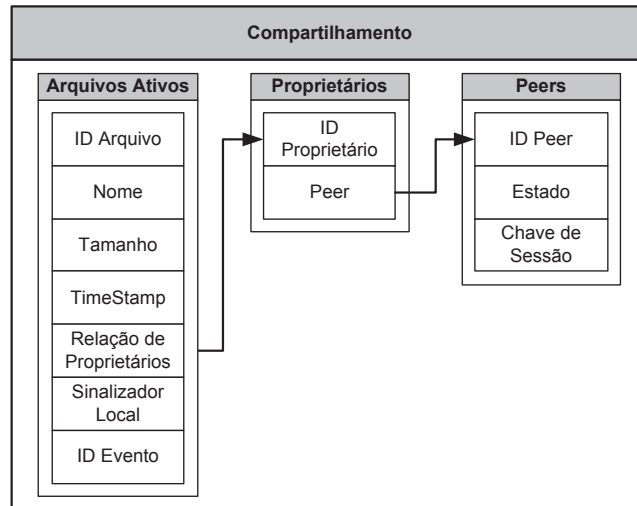 Compartilhamento
Arquivos Ativos
ID Arquivo
Nome
Tamanho
TimeStamp
Relação de
Proprietários
Sinalizador
Local
ID Evento
Proprietários
ID
Proprietário
Peer
Peers
ID Peer
Estado
Chave de
Sessão